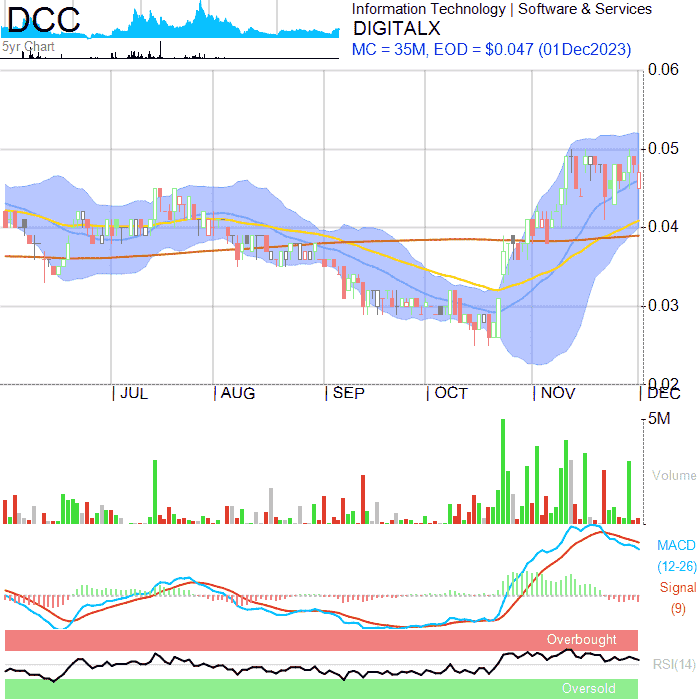 DCC
5yr Chart
Information Technology | Software & Services
DIGITALX
MC = 35M, EOD = $0.047 (01Dec2023)
0.06
0.05
0.04
0.03
0.02
| JUL | AUG | SEP | OCT | NOV | DEC
5M
Volume
MACD
(12-26)
Signal
(9)
Overbought
RSI(14)
Oversold